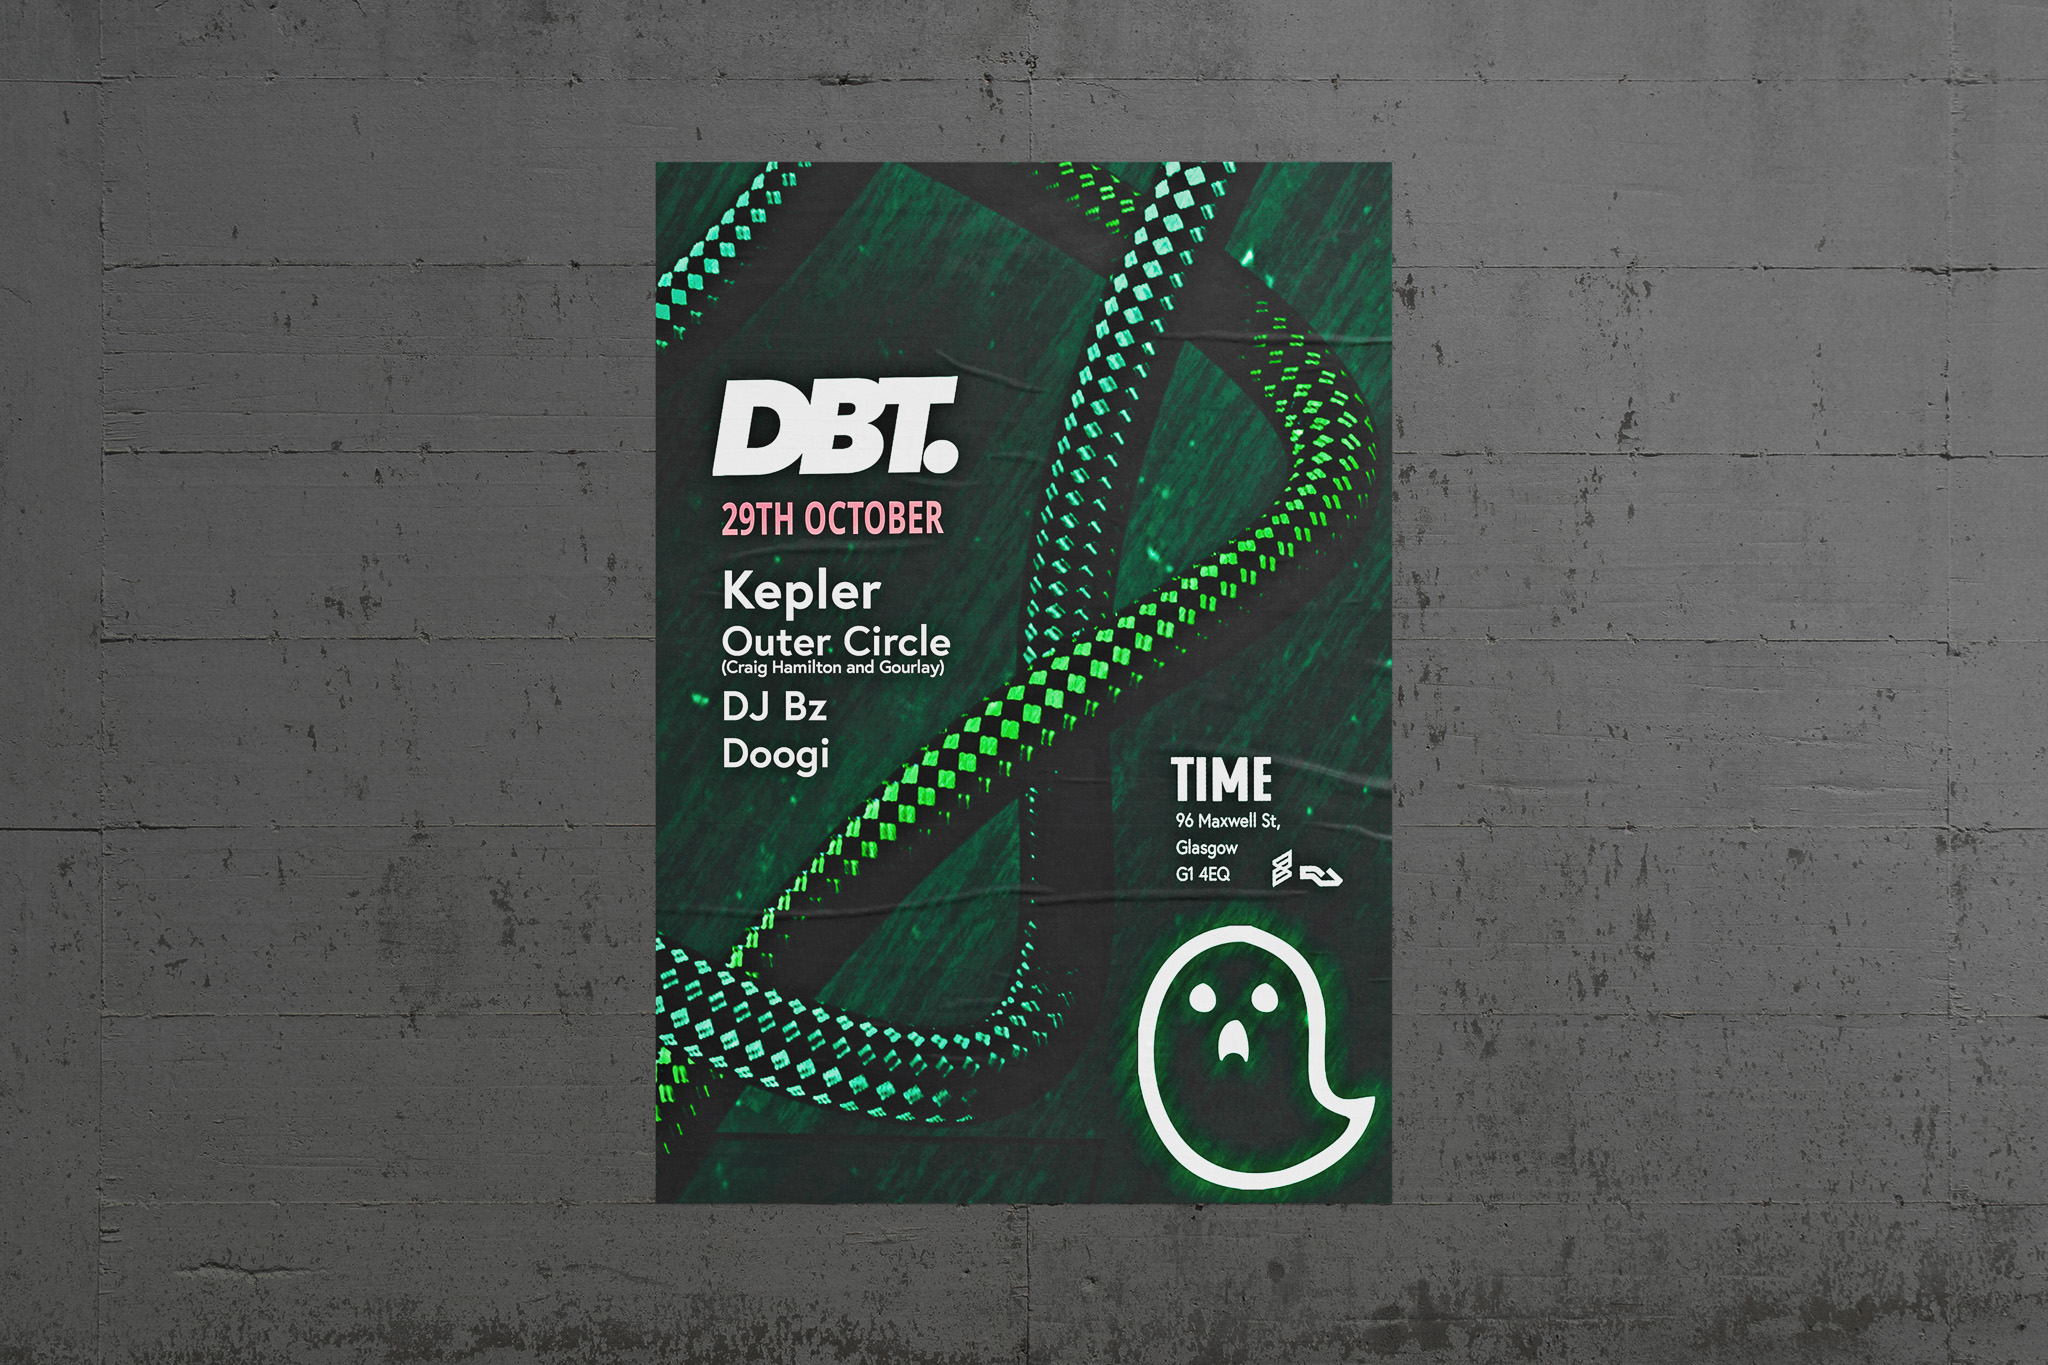 DBT.
29TH OCTOBER
Kepler
Outer Circle
(Craig Hamilton and Gourlay)
DJ Bz
Doogi
TIME
96 Maxwell St,
Glasgow
G1 4EQ